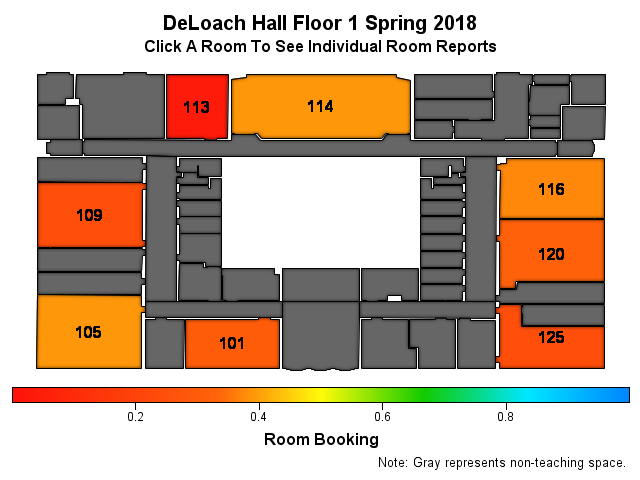 DeLoach Hall Floor 1 Spring 2018
Click A Room To See Individual Room Reports
113
114
109
116
120
105
101
125
0.2 0.4 0.6 0.8
Room Booking
Note: Gray represents non-teaching space.